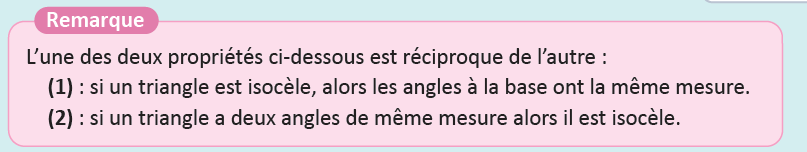 Remarque
L'une des deux propriétés ci-dessous est réciproque de l'autre :
(1) : si un triangle est isocèle, alors les angles à la base ont la même mesure.
(2) : si un triangle a deux angles de même mesure alors il est isocèle.